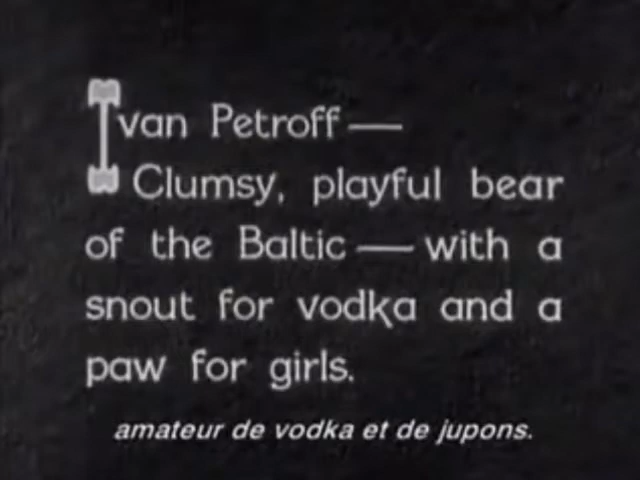 Ivan Petroff —
Clumsy, playful bear
of the Baltic — with a
snout for vodka and a
paw for girls.
amateur de vodka et de jupons.